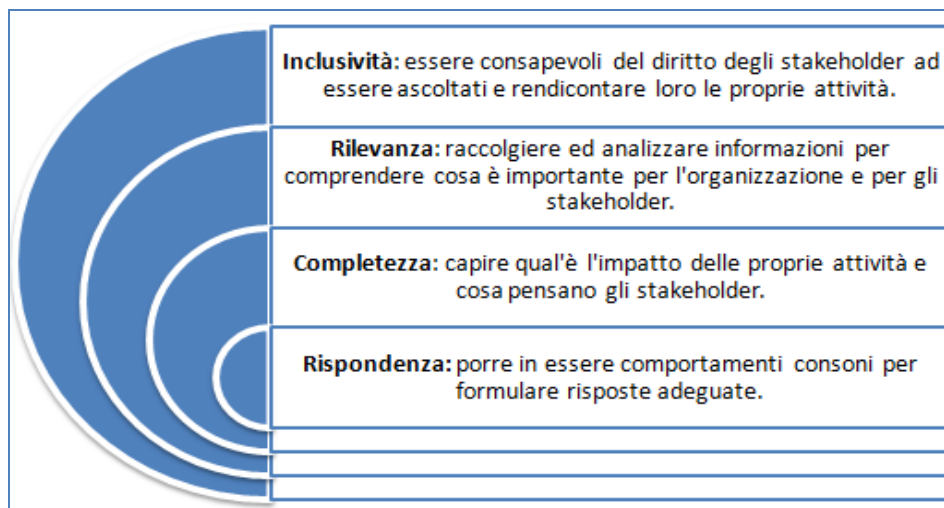 Inclusività: essere consapevoli del diritto degli stakeholder ad
essere ascoltati e rendicontare loro le proprie attività.
Rilevanza: raccolgiere ed analizzare informazioni per
comprendere cosa è importante per l'organizzazione e per gli
stakeholder.
Completezza: capire qual'è l'impatto delle proprie attività e
cosa pensano gli stakeholder.
Rispondenza: porre in essere comportamenti consoni per
formulare risposte adeguate.